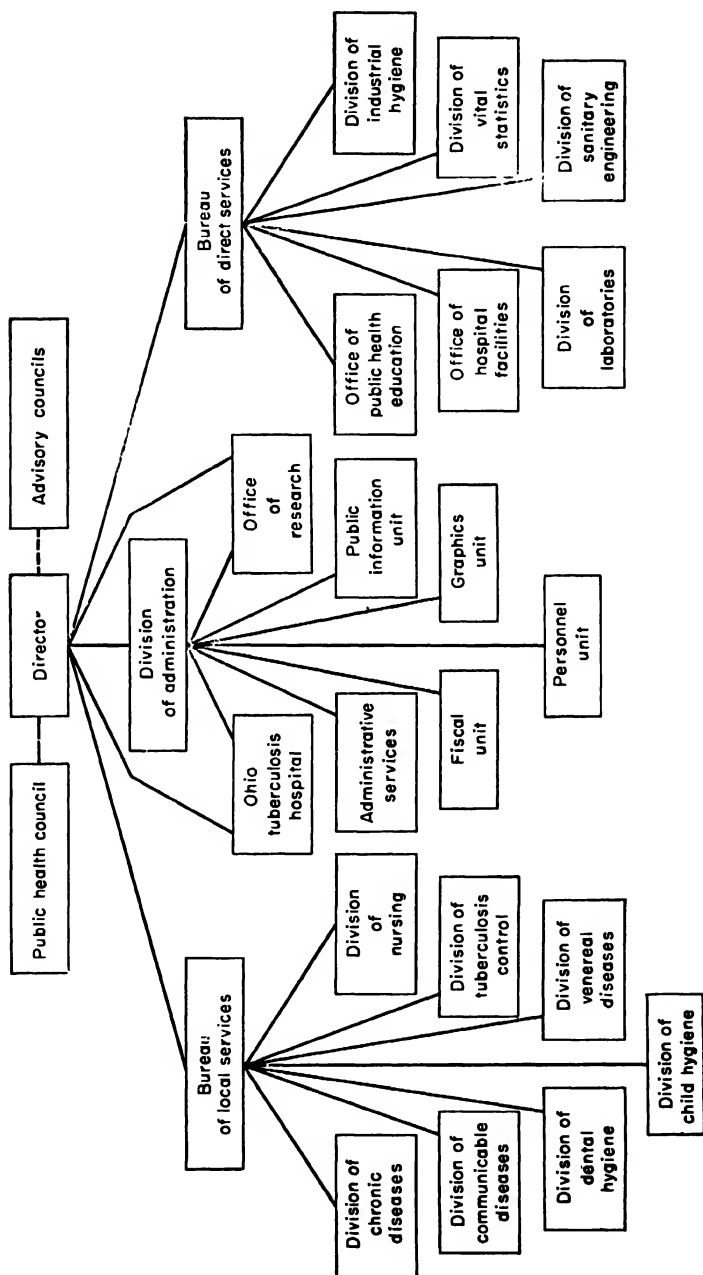 Public health council
Director
Advisory councils
Bureau
of local services
Division
of administration
Bureau
of direct services
Division of
chronic
diseases
Division
of
nursing
Division of
communicable
diseases
Division of
tuberculosis
control
Division of
dental
hygiene
Division of
venereal
diseases
Division of
child hygiene
Ohio
tuberculosis
hospital
Office
of
research
Administrative
services
Public
information
unit
Fiscal
unit
Graphics
unit
Personnel
unit
Office of
public health
education
Division of
industrial
hygiene
Office of
hospital
facilities
Division of
vital
statistics
Division
of
laboratories
Division of
sanitary
engineering